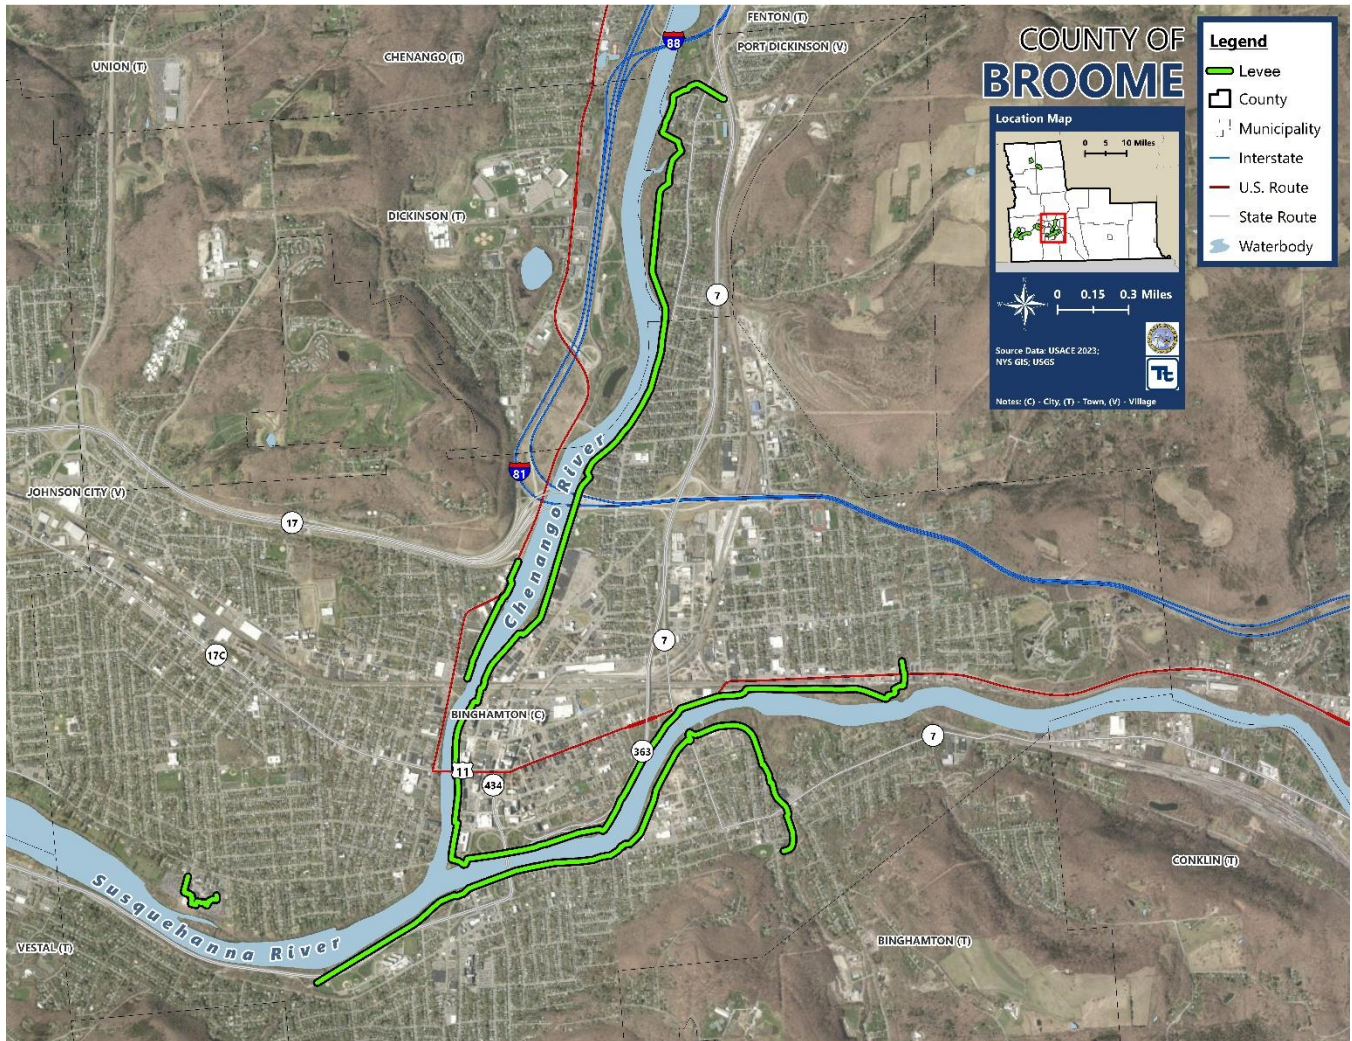 FENTON (T)
88
PORT DICKINSON (V)
UNION (T)
CHENANGO (T)
COUNTY OF
BROOME
Legend
Levee
County
Municipality
Interstate
U.S. Route
State Route
Waterbody
Location Map
0 5 10 Miles
0 0.15 0.3 Miles
Source Data: USACE 2023;
NYS GIS; USGS
Tt
Notes: (C) - City, (T) - Town, (V) - Village
DICKINSON (T)
7
Chenango River
81
JOHNSON CITY (V)
17
17C
7
BINGHAMTON (C)
363
7
11
434
CONKLIN (T)
Susquehanna River
VESTAL (T)
BINGHAMTON (T)